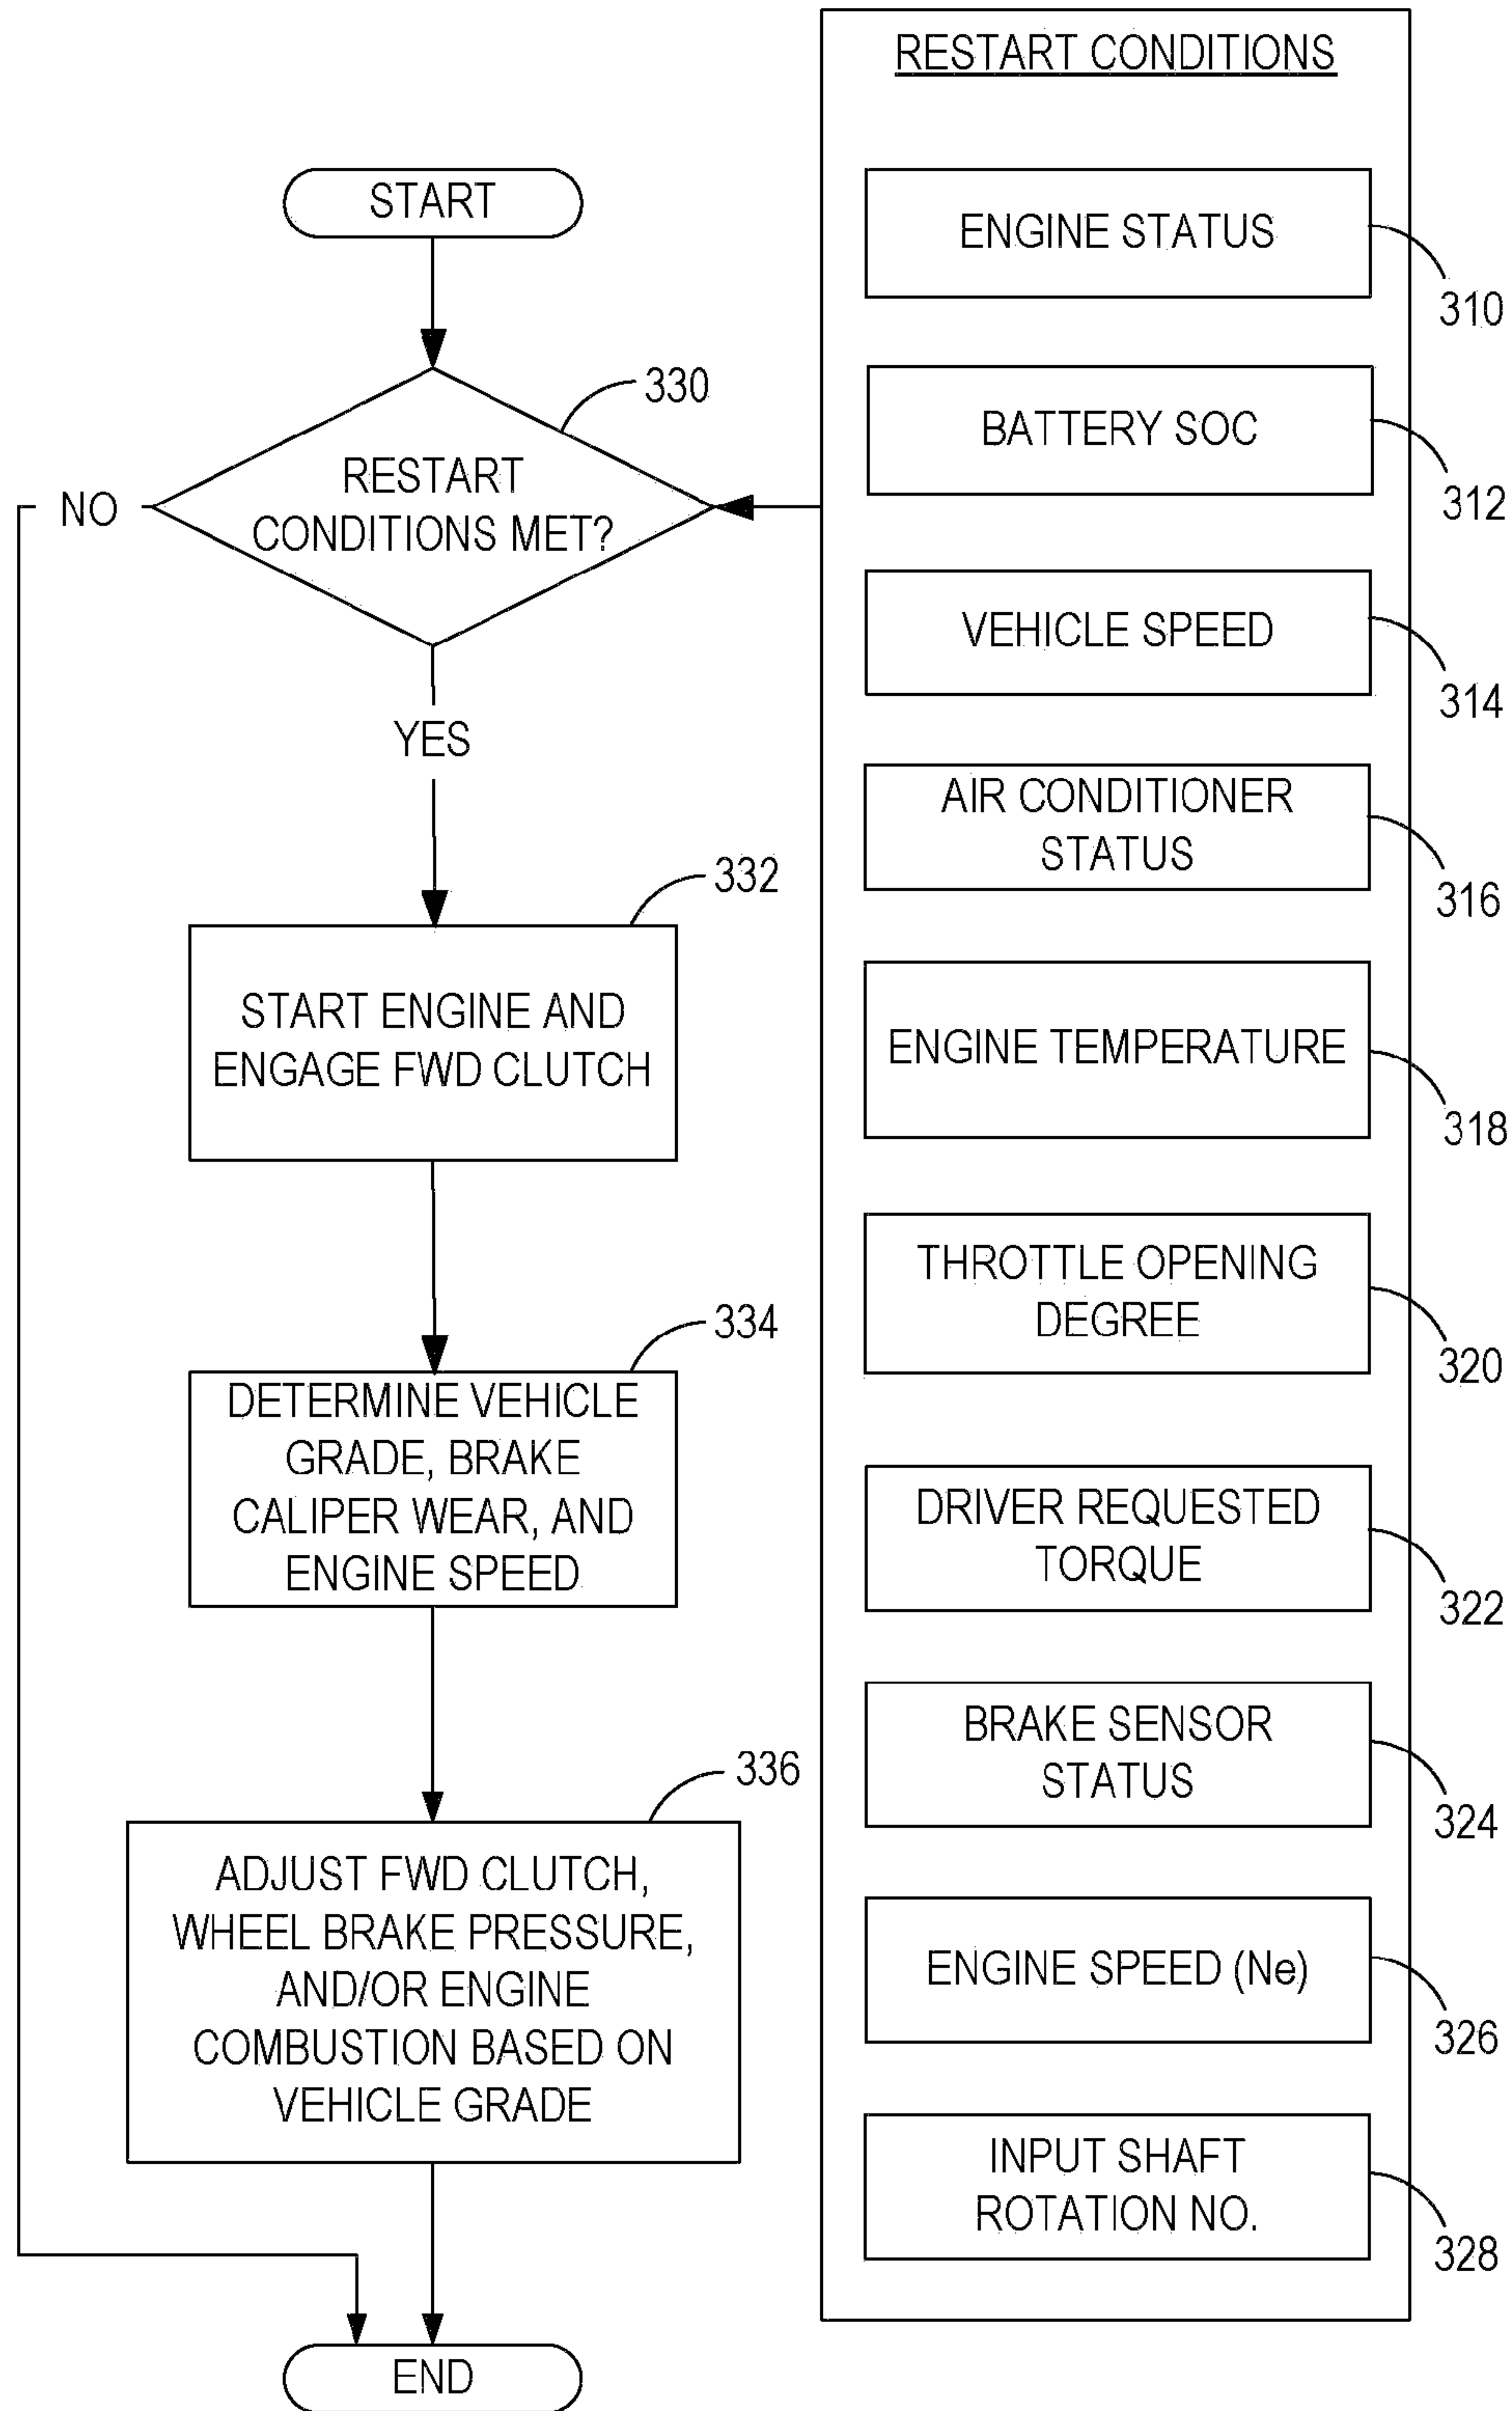 START
330
RESTART
CONDITIONS MET?
NO
YES
332
START ENGINE AND
ENGAGE FWD CLUTCH
334
DETERMINE VEHICLE
GRADE, BRAKE
CALIPER WEAR, AND
ENGINE SPEED
336
ADJUST FWD CLUTCH,
WHEEL BRAKE PRESSURE,
AND/OR ENGINE
COMBUSTION BASED ON
VEHICLE GRADE
END
RESTART CONDITIONS
ENGINE STATUS
310
BATTERY SOC
312
VEHICLE SPEED
314
AIR CONDITIONER
STATUS
316
ENGINE TEMPERATURE
318
THROTTLE OPENING
DEGREE
320
DRIVER REQUESTED
TORQUE
322
BRAKE SENSOR
STATUS
324
ENGINE SPEED (Ne)
326
INPUT SHAFT
ROTATION NO.
328